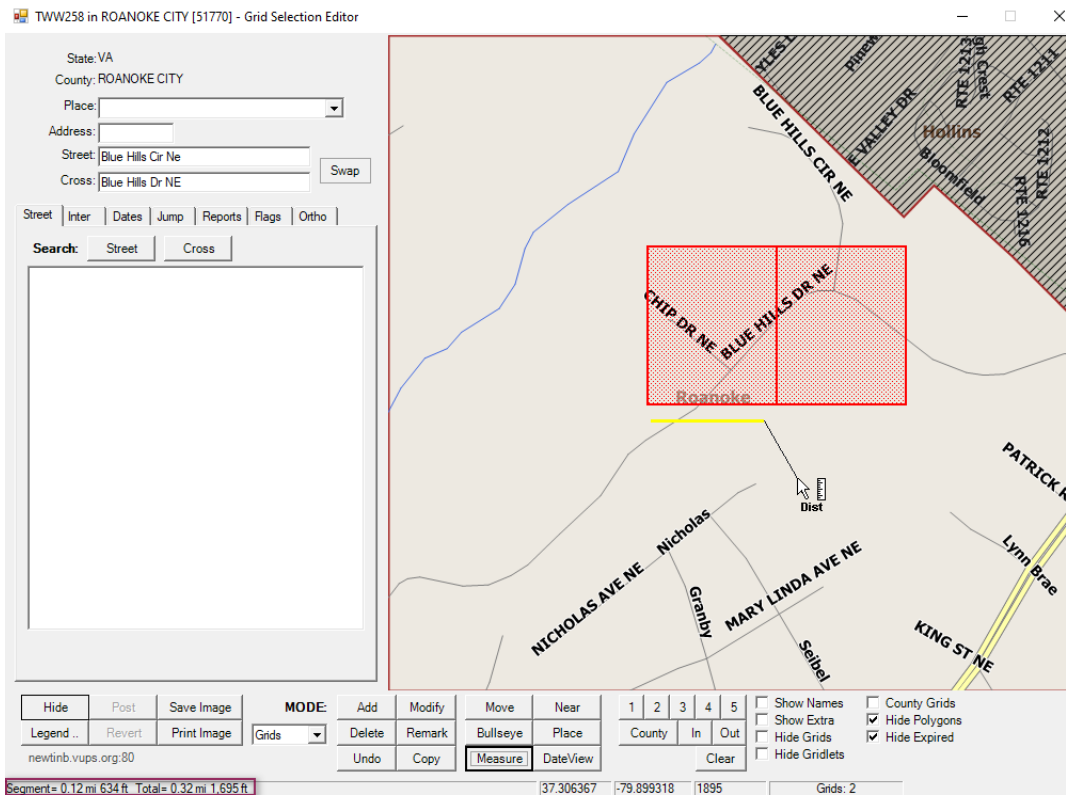 TWW258 in ROANOKE CITY [51770] - Grid Selection Editor
State: VA
County: ROANOKE CITY
Place:
Address:
Street: Blue Hills Cir Ne
Cross: Blue Hills Dr NE
Swap
Street Inter Dates Jump Reports Flags Ortho
Search: Street Cross
Pinew
RTE 1213
gh Crest
RTE 1211
BLUE HILLS CIR NE
E VALLEY DR
Hollins
Bloomfield
RTE 1212
RTE 1216
CHIP DR NE
BLUE HILLS DR NE
Roanoke
Dist
PATRICK R
Nicholas
Lynn Brae
NICHOLAS AVE NE
Granby
MARY LINDA AVE NE
Seibel
KING ST NE
Hide Post Save Image MODE: Add Modify Move Near 1 2 3 4 5 Show Names County Grids
Show Extra Hide Polygons
Legend .. Revert Print Image Grids Delete Remark Bullseye Place County In Out Hide Grids Hide Expired
Hide Gridlets
newtinb.vups.org:80 Undo Copy Measure DateView Clear
Segment= 0.12 mi 634 ft Total= 0.32 mi 1,695 ft 37.306367 -79.899318 1895 Grids: 2